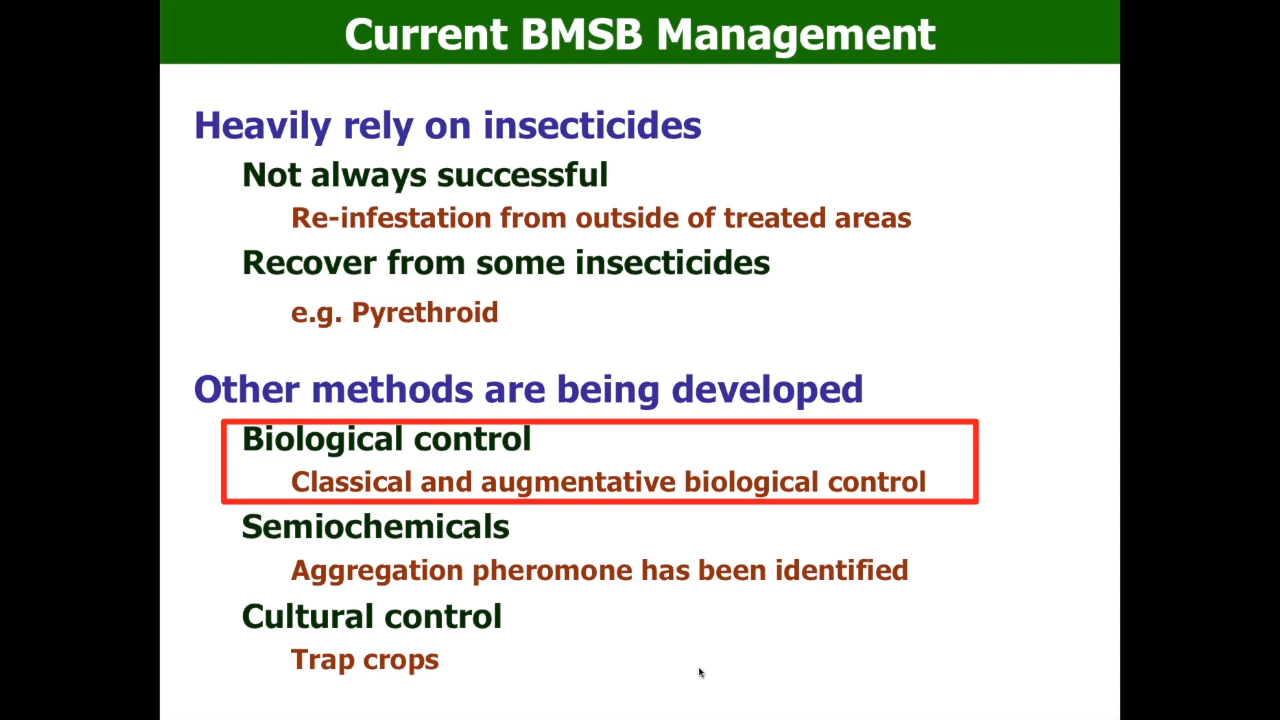 Current BMSB Management
Heavily rely on insecticides
Not always successful
Re-infestation from outside of treated areas
Recover from some insecticides
e.g. Pyrethroid
Other methods are being developed
Biological control
Classical and augmentative biological control
Semiochemicals
Aggregation pheromone has been identified
Cultural control
Trap crops